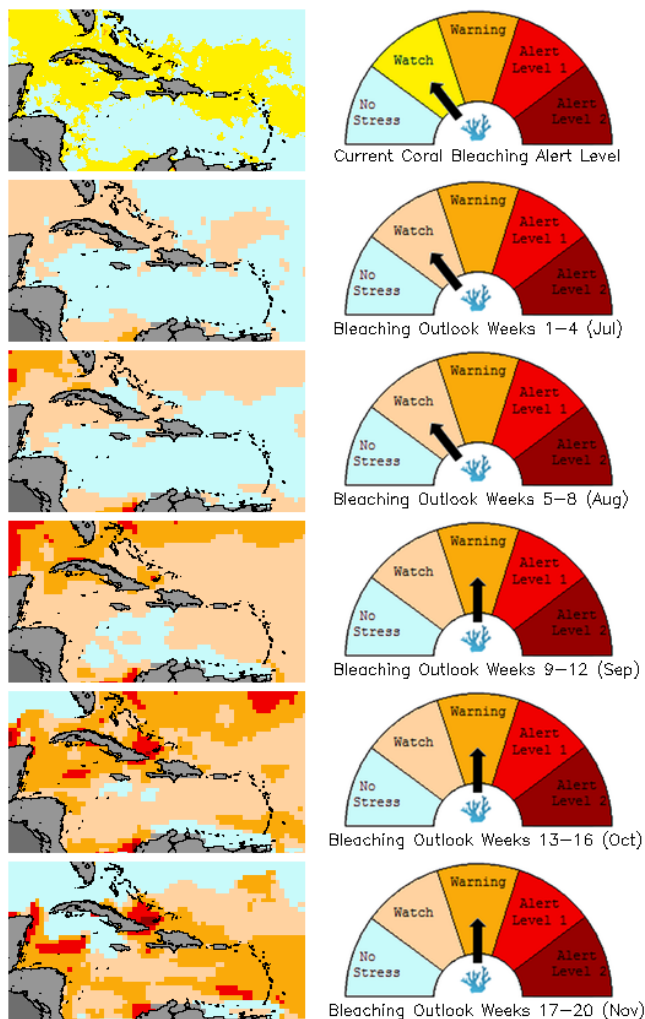 Watch
Warning
Alert
Level 1
No
Stress
Alert
Level 2
Current Coral Bleaching Alert Level
Watch
Warning
Alert
Level 1
No
Stress
Alert
Level 2
Bleaching Outlook Weeks 1-4 (Jul)
Watch
Warning
Alert
Level 1
No
Stress
Alert
Level 2
Bleaching Outlook Weeks 5-8 (Aug)
Watch
Warning
Alert
Level 1
No
Stress
Alert
Level 2
Bleaching Outlook Weeks 9-12 (Sep)
Watch
Warning
Alert
Level 1
No
Stress
Alert
Level 2
Bleaching Outlook Weeks 13-16 (Oct)
Watch
Warning
Alert
Level 1
No
Stress
Alert
Level 2
Bleaching Outlook Weeks 17-20 (Nov)